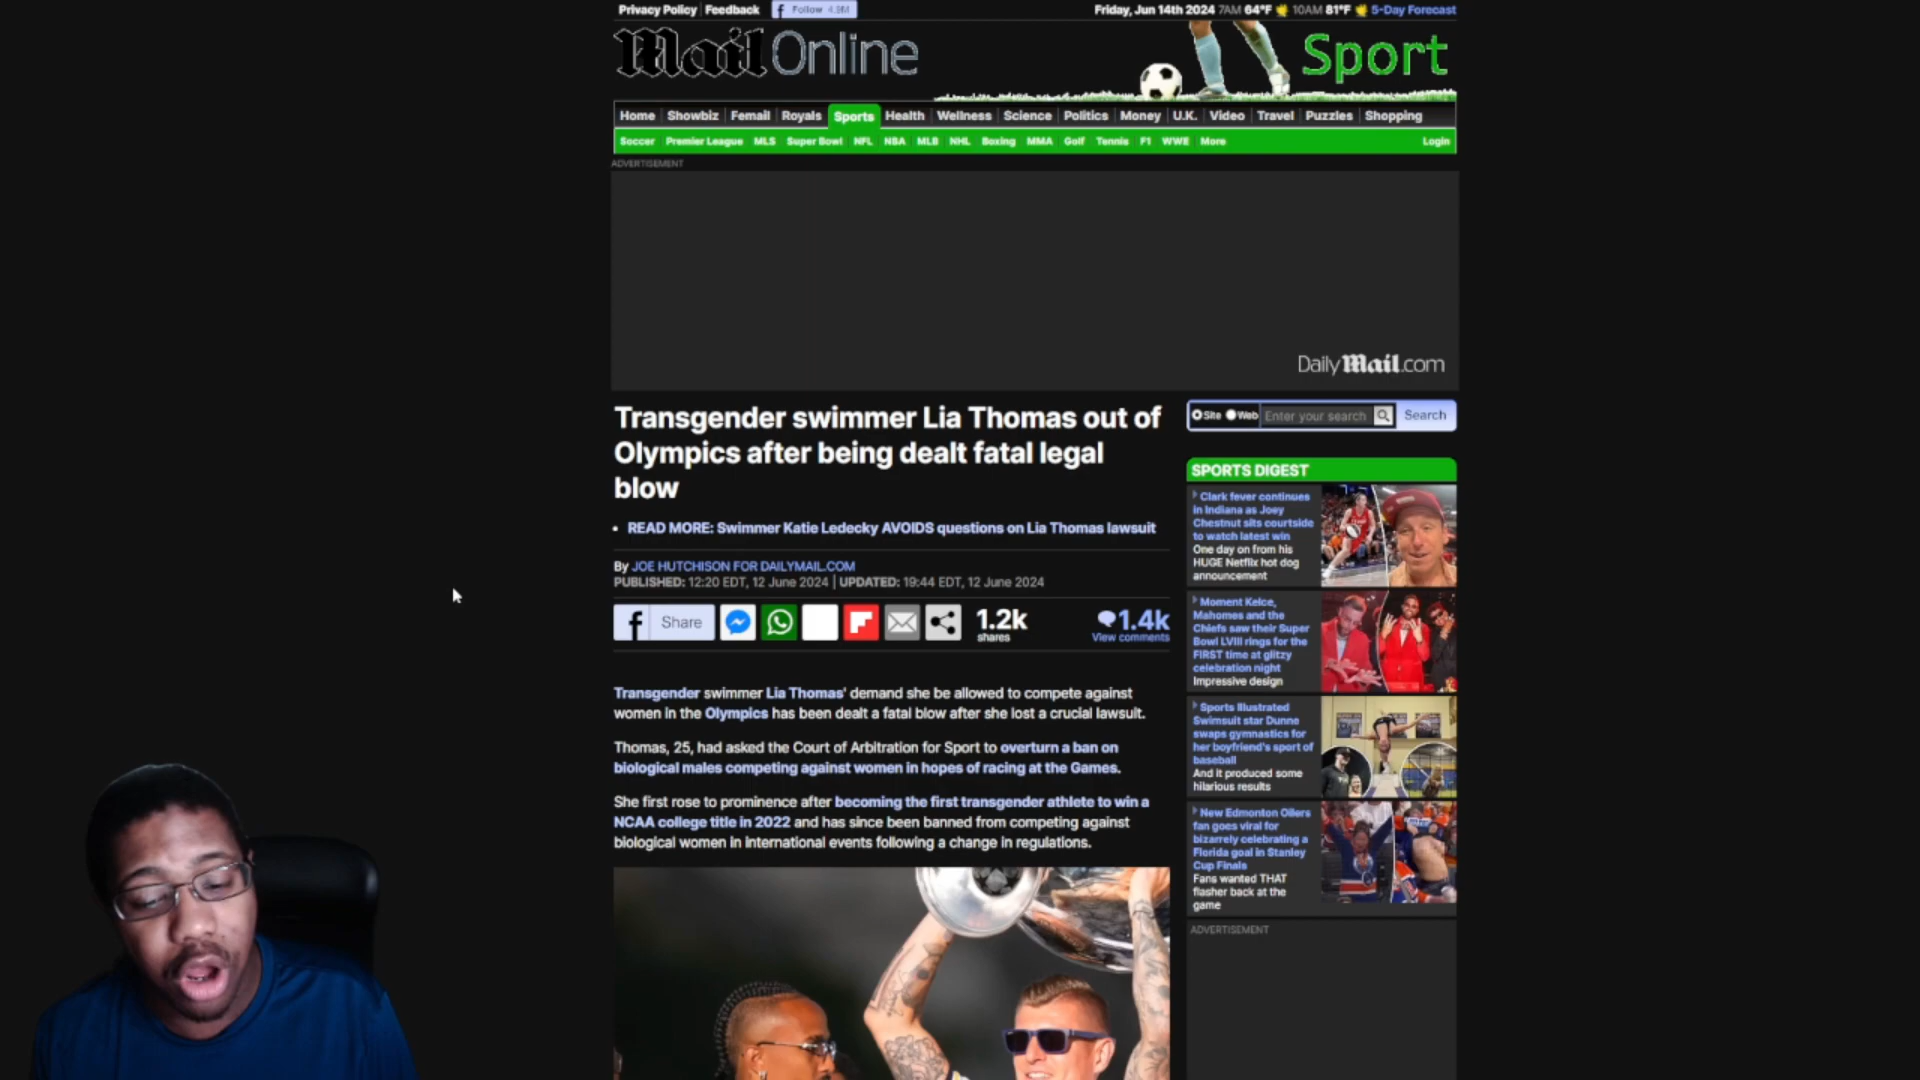 Privacy Policy Feedback Follow 4.9M
Friday, Jun 14th 2024 7AM 64°F 10AM 81°F 5-Day Forecast
Mail Online
Sport
Home Showbiz Femail Royals Sports Health Wellness Science Politics Money U.K. Video Travel Puzzles Shopping
Soccer Premier League MLS Super Bowl NFL NBA MLB NHL Boxing MMA Golf Tennis F1 WWE More Login
ADVERTISEMENT
DailyMail.com
Transgender swimmer Lia Thomas out of
Olympics after being dealt fatal legal
blow
• READ MORE: Swimmer Katie Ledecky AVOIDS questions on Lia Thomas lawsuit
By JOE HUTCHISON FOR DAILYMAIL.COM
PUBLISHED: 12:20 EDT, 12 June 2024 | UPDATED: 19:44 EDT, 12 June 2024
Share
1.2k
shares
1.4k
View comments
Transgender swimmer Lia Thomas' demand she be allowed to compete against
women in the Olympics has been dealt a fatal blow after she lost a crucial lawsuit.
Thomas, 25, had asked the Court of Arbitration for Sport to overturn a ban on
biological males competing against women in hopes of racing at the Games.
She first rose to prominence after becoming the first transgender athlete to win a
NCAA college title in 2022 and has since been banned from competing against
biological women in international events following a change in regulations.
Site Web Enter your search Search
SPORTS DIGEST
Clark fever continues
in Indiana as Joey
Chestnut sits courtside
to watch latest win
One day on from his
HUGE Netflix hot dog
announcement
Moment Kelce,
Mahomes and the
Chiefs saw their Super
Bowl LVIII rings for the
FIRST time at glitzy
celebration night
Impressive design
Sports Illustrated
Swimsuit star Dunne
swaps gymnastics for
her boyfriend's sport of
baseball
And it produced some
hilarious results
New Edmonton Oilers
fan goes viral for
bizarrely celebrating a
Florida goal in Stanley
Cup Finals
Fans wanted THAT
flasher back at the
game
ADVERTISEMENT